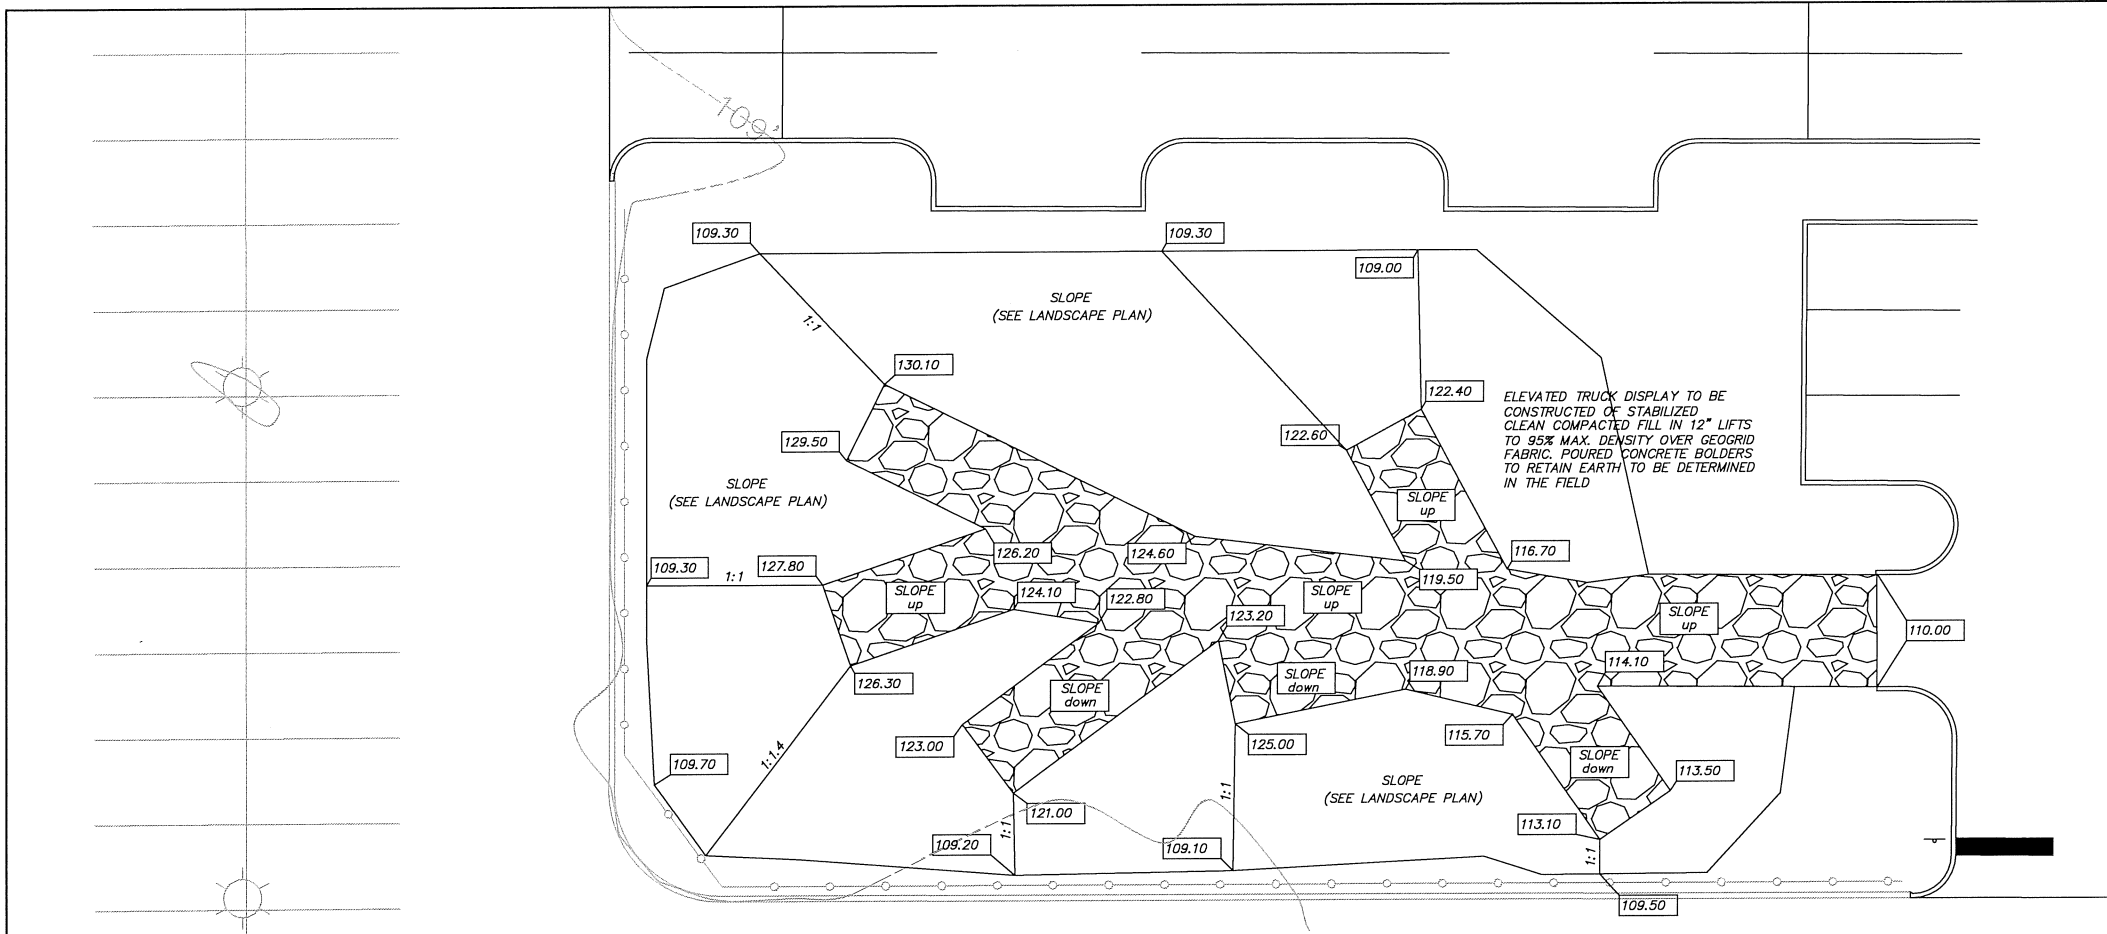 109'
109.30
109.30
109.00
SLOPE
(SEE LANDSCAPE PLAN)
1:1
130.10
122.40
ELEVATED TRUCK DISPLAY TO BE
CONSTRUCTED OF STABILIZED
CLEAN COMPACTED FILL IN 12" LIFTS
TO 95% MAX. DENSITY OVER GEOGRID
FABRIC. POURED CONCRETE BOLDERS
TO RETAIN EARTH TO BE DETERMINED
IN THE FIELD
129.50
122.60
SLOPE
(SEE LANDSCAPE PLAN)
SLOPE
up
126.20
124.60
116.70
109.30
1:1
127.80
119.50
SLOPE
up
124.10
122.80
SLOPE
up
123.20
SLOPE
up
110.00
126.30
SLOPE
down
SLOPE
down
118.90
114.10
123.00
125.00
115.70
109.70
1:1.4
SLOPE
down
113.50
SLOPE
(SEE LANDSCAPE PLAN)
1:1
121.00
1:1
113.10
109.20
109.10
1:1
109.50